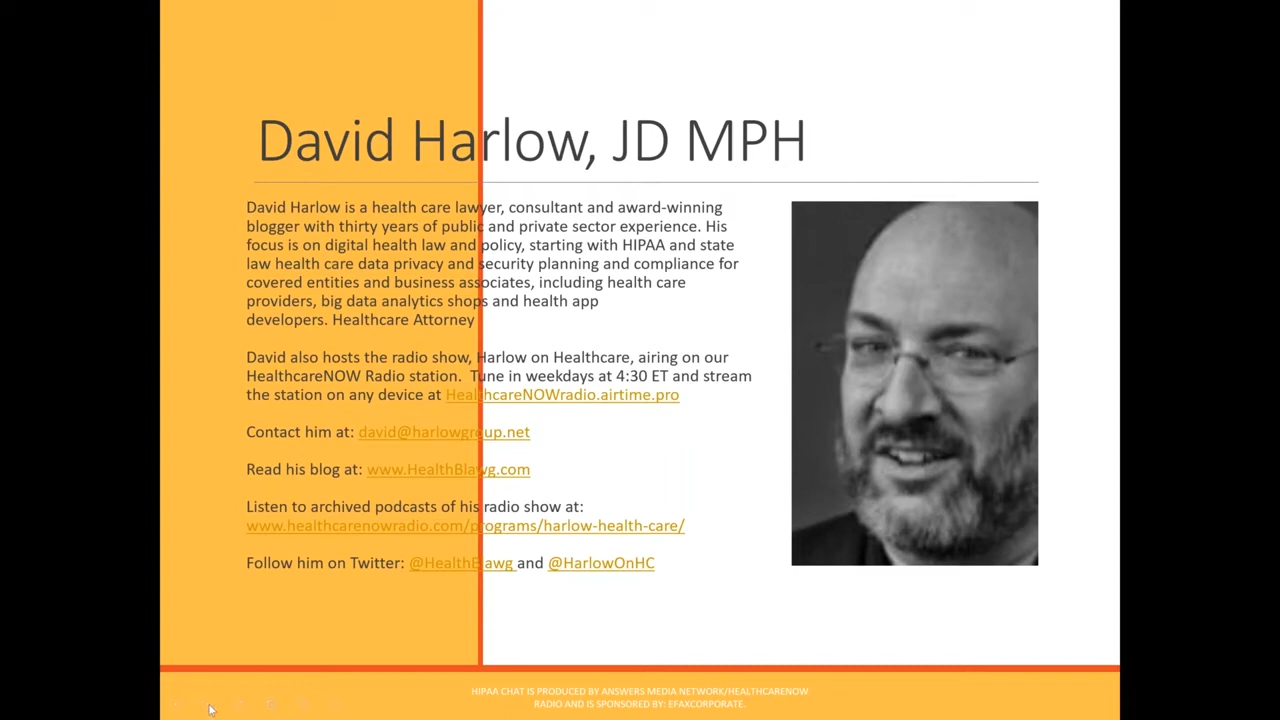 David Harlow, JD MPH
David Harlow is a health care lawyer, consultant and award-winning
blogger with thirty years of public and private sector experience. His
focus is on digital health law and policy, starting with HIPAA and state
law health care data privacy and security planning and compliance for
covered entities and business associates, including health care
providers, big data analytics shops and health app
developers. Healthcare Attorney
David also hosts the radio show, Harlow on Healthcare, airing on our
HealthcareNOW Radio station.  Tune in weekdays at 4:30 ET and stream
the station on any device at HealthcareNOWradio.airtime.pro
Contact him at: david@harlowgroup.net
Read his blog at: www.HealthBlawg.com
Listen to archived podcasts of his radio show at:
www.healthcarenowradio.com/programs/harlow-health-care/
Follow him on Twitter: @HealthBlawg and @HarlowOnHC
HIPAA CHAT IS PRODUCED BY ANSWERS MEDIA NETWORK/HEALTHCARENOW
RADIO AND IS SPONSORED BY: EFAXCORPORATE.